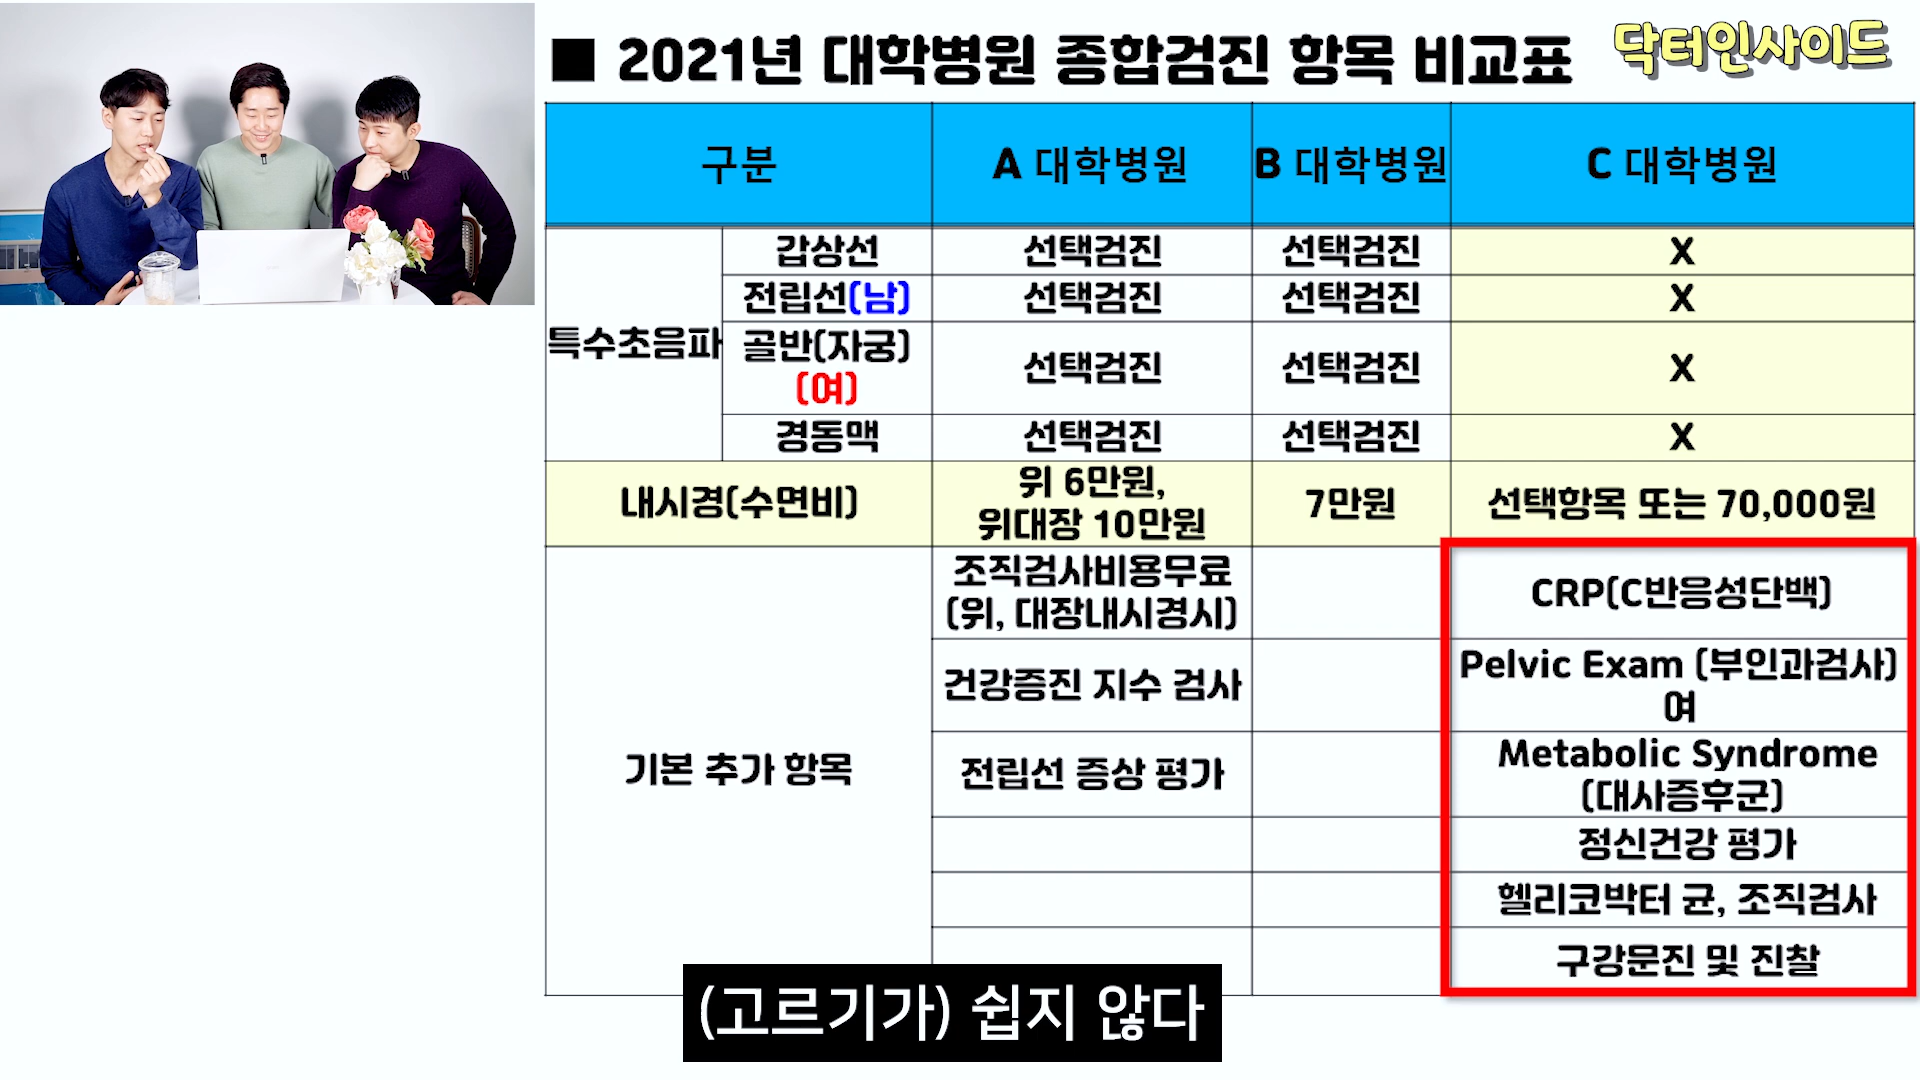 ■ 2021년 대학병원 종합검진 항목 비교표
닥터인사이드
구분 A 대학병원 B 대학병원 C 대학병원
특수초음파
갑상선 선택검진 선택검진 X
전립선(남) 선택검진 선택검진 X
골반(자궁)
(여)
선택검진 선택검진 X
경동맥 선택검진 선택검진 X
내시경(수면비)
위 6만원,
위대장 10만원
7만원
선택항목 또는 70,000원
기본 추가 항목
조직검사비용무료
(위, 대장내시경시)
CRP(C반응성단백)
건강증진 지수 검사
Pelvic Exam (부인과검사)
여
전립선 증상 평가
Metabolic Syndrome
(대사증후군)
정신건강 평가
헬리코박터 균, 조직검사
구강문진 및 진찰
(고르기가) 쉽지 않다